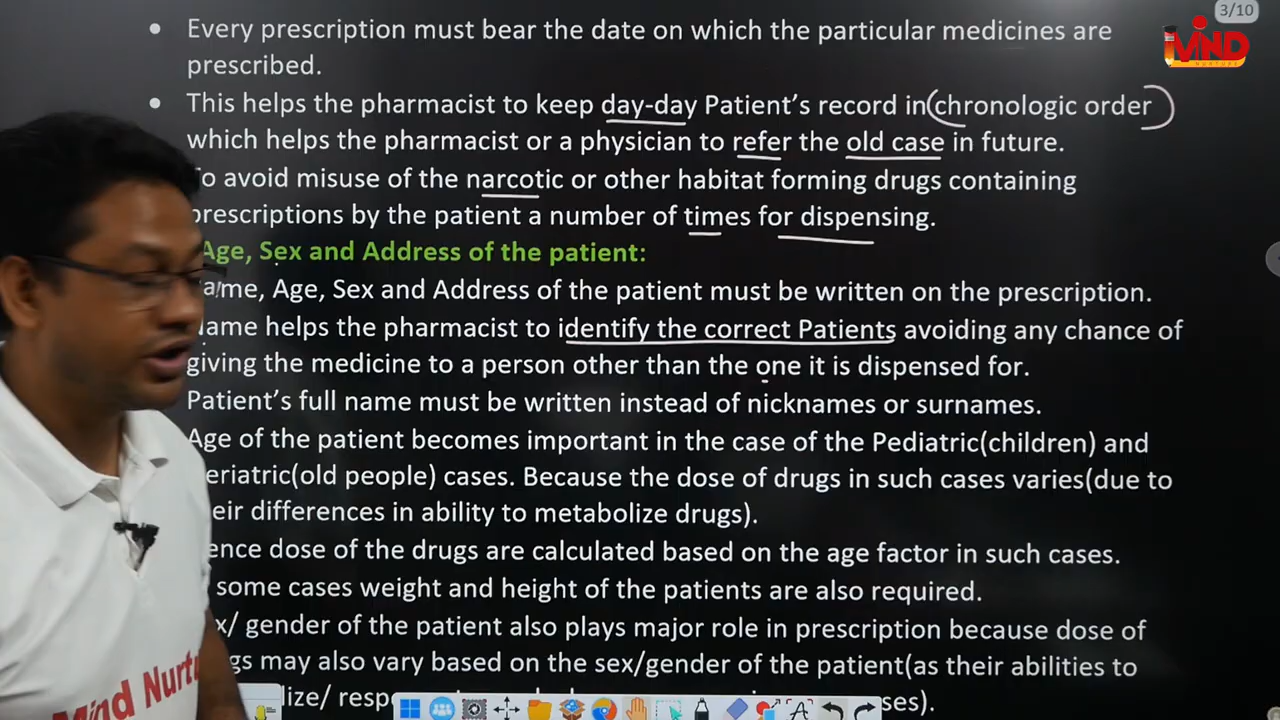 3/10
MIND
NURTURE
Every prescription must bear the date on which the particular medicines are
prescribed.
This helps the pharmacist to keep day-day Patient's record in chronologic order
which helps the pharmacist or a physician to refer the old case in future.
avoid misuse of the narcotic or other habitat forming drugs containing
prescriptions by the patient a number of times for dispensing.
Age, Sex and Address of the patient:
Name, Age, Sex and Address of the patient must be written on the prescription.
Name helps the pharmacist to identify the correct Patients avoiding any chance of
giving the medicine to a person other than the one it is dispensed for.
Patient's full name must be written instead of nicknames or surnames.
Age of the patient becomes important in the case of the Pediatric(children) and
eriatric(old people) cases. Because the dose of drugs in such cases varies(due to
eir differences in ability to metabolize drugs).
ence dose of the drugs are calculated based on the age factor in such cases.
some cases weight and height of the patients are also required.
x/ gender of the patient also plays major role in prescription because dose of
gs may also vary based on the sex/gender of the patient(as their abilities to
lize/ resp ses).
Mind Nurtu